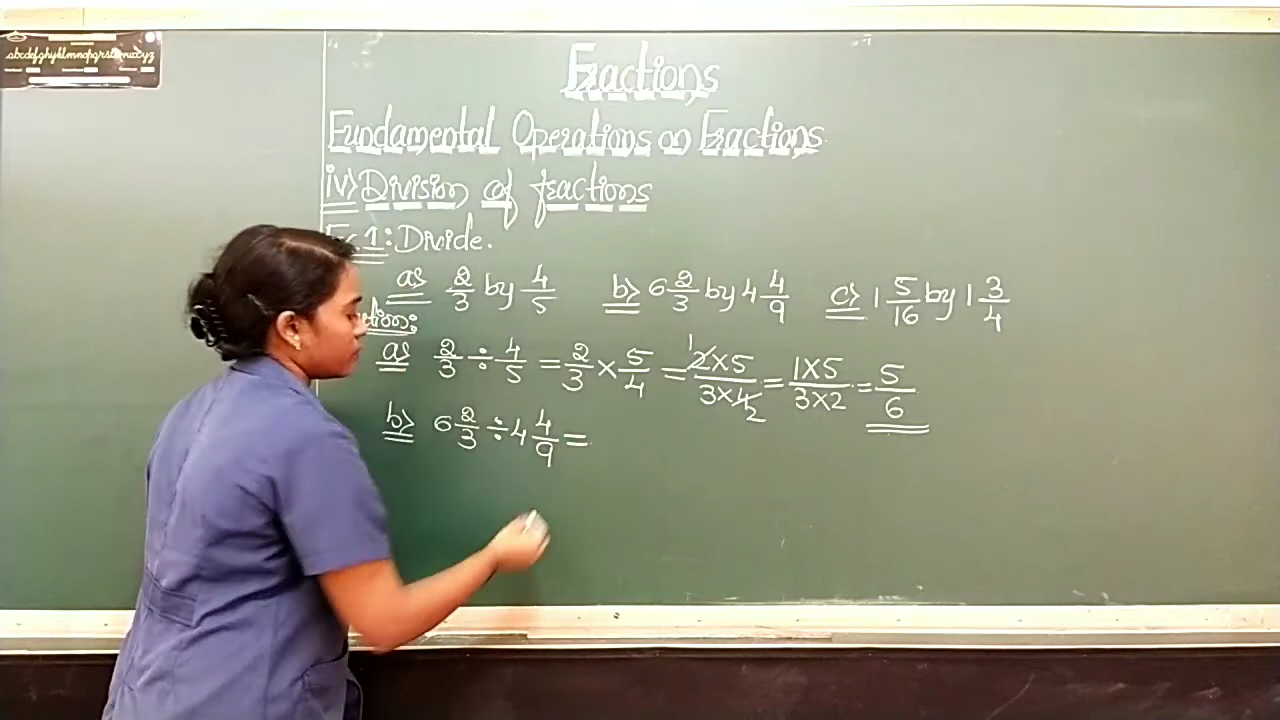 abcdefghijklmnopqrstuvwxyz
Fractions
Fundamental Operations on Fractions
iv) Division of fractions
Ex.1: Divide.
a) 2/3 by 4/5 b) 6 2/3 by 4 4/9 c) 1 5/16 by 1 3/4
a) 2/3 ÷ 4/5 = 2/3 × 5/4 = 1 2×5/3×4 2 = 1×5/3×2 = 5/6
b) 6 2/3 ÷ 4 4/9 =